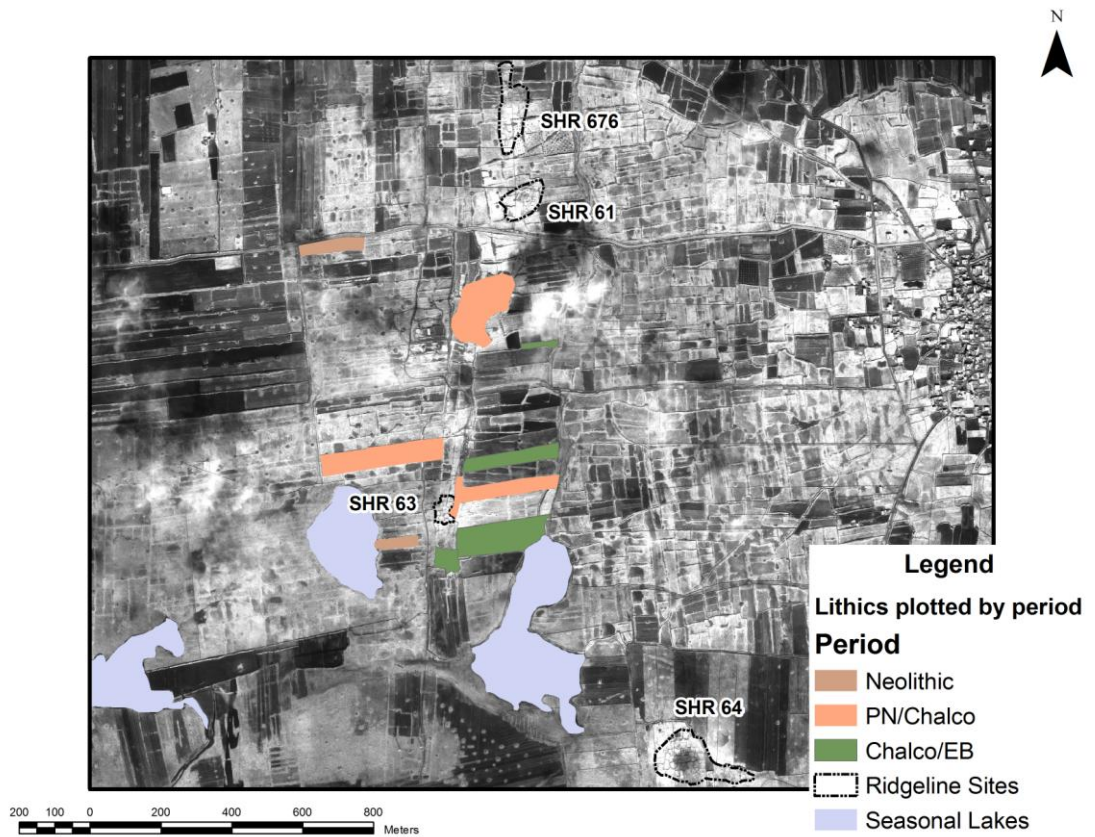 N
SHR 676
SHR 61
SHR 63
SHR 64
Legend
Lithics plotted by period
Period
Neolithic
PN/Chalco
Chalco/EB
Ridgeline Sites
Seasonal Lakes
200 100 0 200 400 600 800
Meters